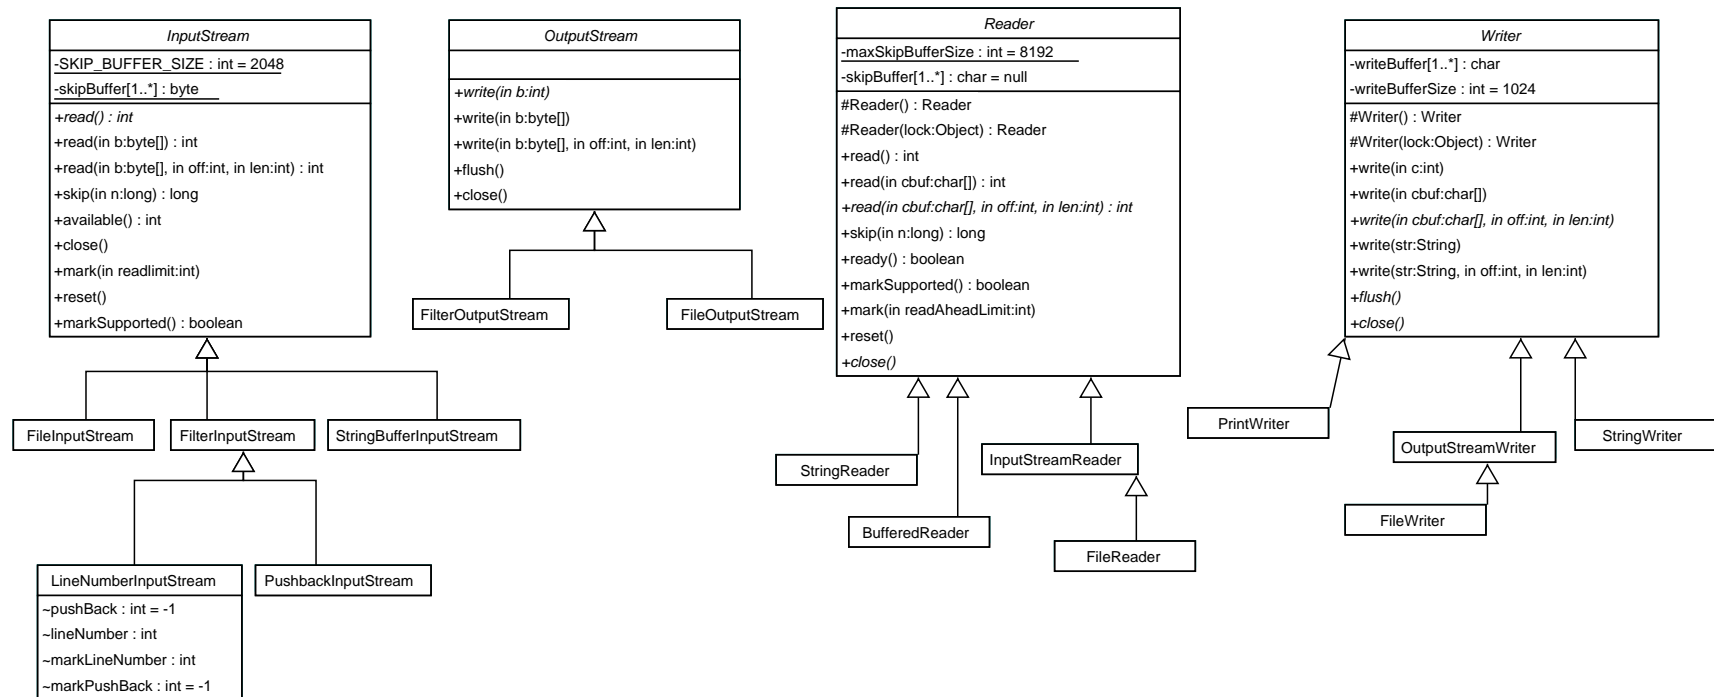 InputStream
-SKIP_BUFFER_SIZE : int = 2048
-skipBuffer[1..*] : byte
+read() : int
+read(in b:byte[]) : int
+read(in b:byte[], in off:int, in len:int) : int
+skip(in n:long) : long
+available() : int
+close()
+mark(in readlimit:int)
+reset()
+markSupported() : boolean
FileInputStream
FilterInputStream
StringBufferInputStream
LineNumberInputStream
~pushBack : int = -1
~lineNumber : int
~markLineNumber : int
~markPushBack : int = -1
PushbackInputStream
OutputStream
+write(in b:int)
+write(in b:byte[])
+write(in b:byte[], in off:int, in len:int)
+flush()
+close()
FilterOutputStream
FileOutputStream
Reader
-maxSkipBufferSize : int = 8192
-skipBuffer[1..*] : char = null
#Reader() : Reader
#Reader(lock:Object) : Reader
+read() : int
+read(in cbuf:char[]) : int
+read(in cbuf:char[], in off:int, in len:int) : int
+skip(in n:long) : long
+ready() : boolean
+markSupported() : boolean
+mark(in readAheadLimit:int)
+reset()
+close()
StringReader
BufferedReader
InputStreamReader
FileReader
Writer
-writeBuffer[1..*] : char
-writeBufferSize : int = 1024
#Writer() : Writer
#Writer(lock:Object) : Writer
+write(in c:int)
+write(in cbuf:char[])
+write(in cbuf:char[], in off:int, in len:int)
+write(str:String)
+write(str:String, in off:int, in len:int)
+flush()
+close()
PrintWriter
OutputStreamWriter
StringWriter
FileWriter